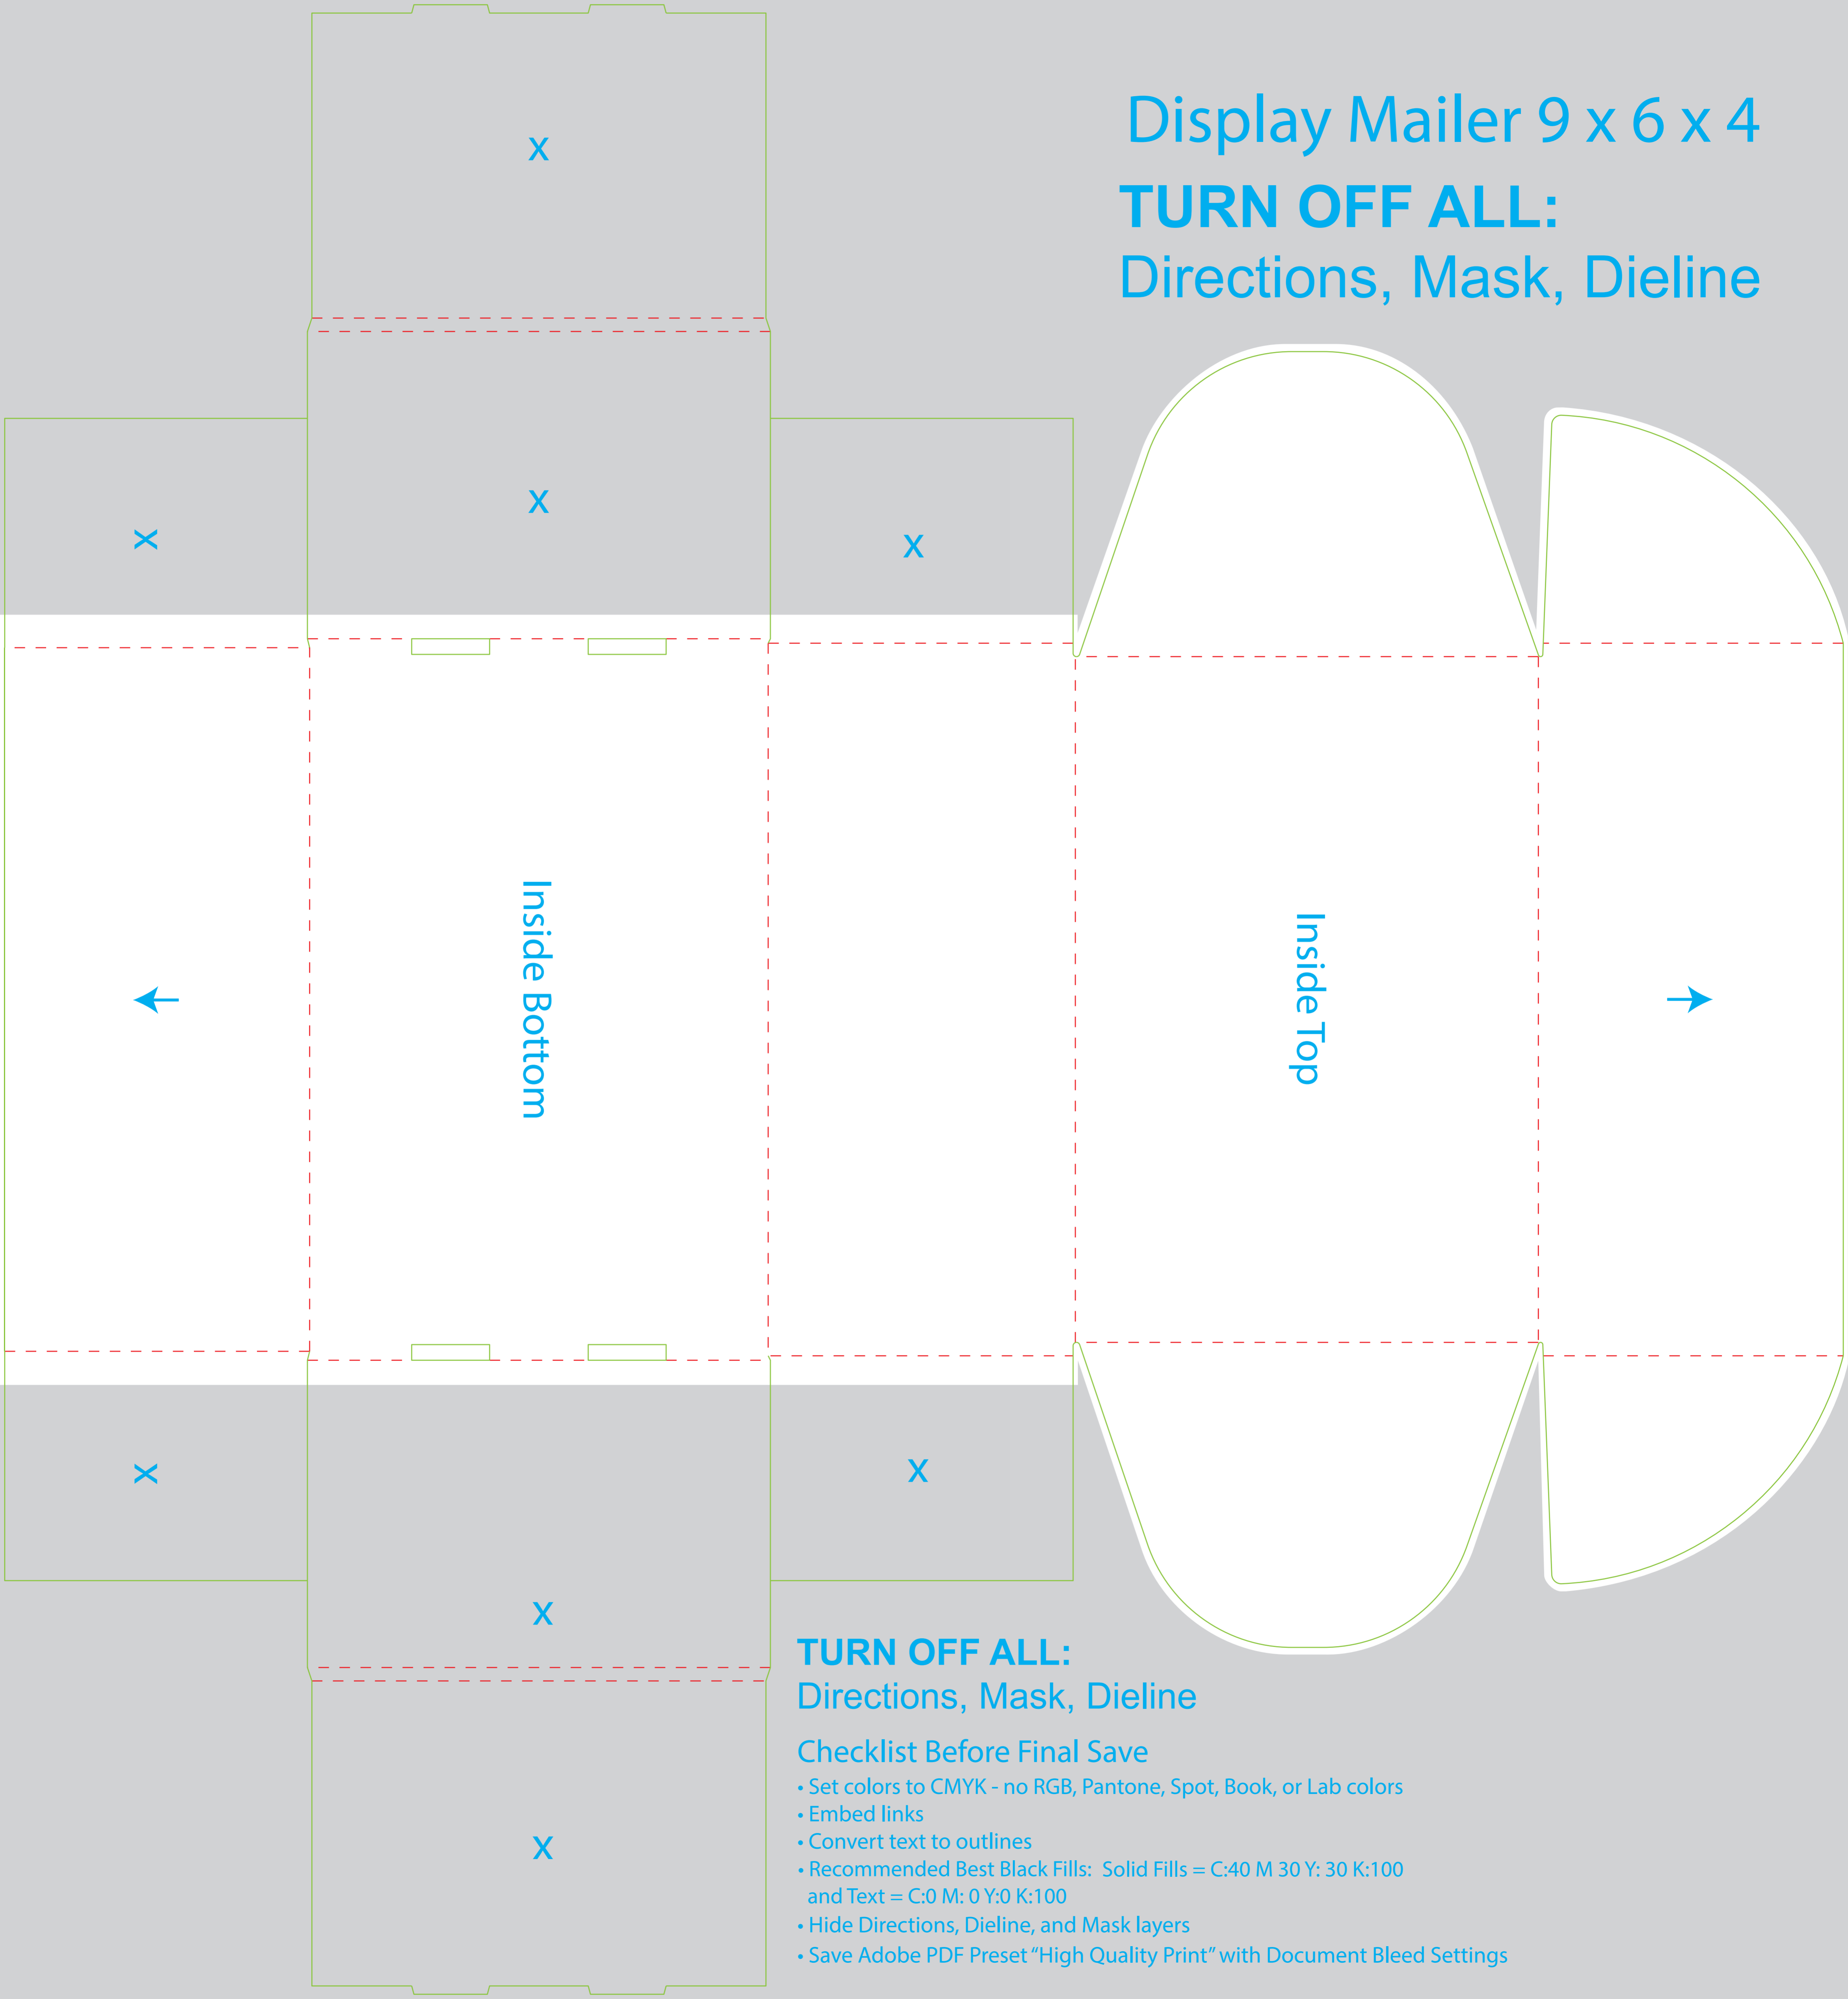 Display Mailer 9 x 6 x 4
TURN OFF ALL:
Directions, Mask, Dieline
x
x
x
x
Inside Bottom
Inside Top
x
x
x
x
TURN OFF ALL:
Directions, Mask, Dieline
Checklist Before Final Save
• Set colors to CMYK - no RGB, Pantone, Spot, Book, or Lab colors
• Embed links
• Convert text to outlines
• Recommended Best Black Fills:  Solid Fills = C:40 M 30 Y: 30 K:100
and Text = C:0 M: 0 Y:0 K:100
• Hide Directions, Dieline, and Mask layers
• Save Adobe PDF Preset “High Quality Print” with Document Bleed Settings